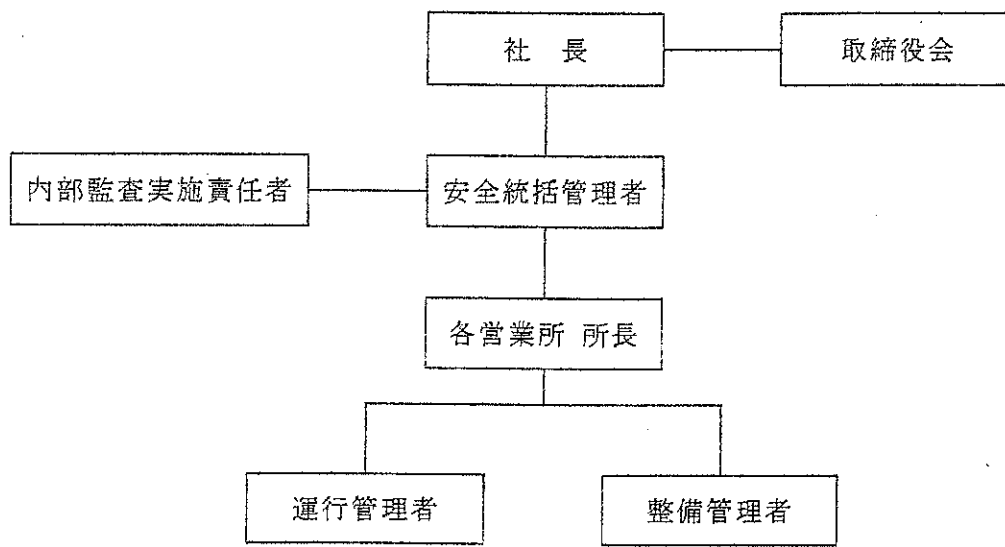 社 長
取締役会
内部監査実施責任者
安全統括管理者
各営業所 所長
運行管理者
整備管理者